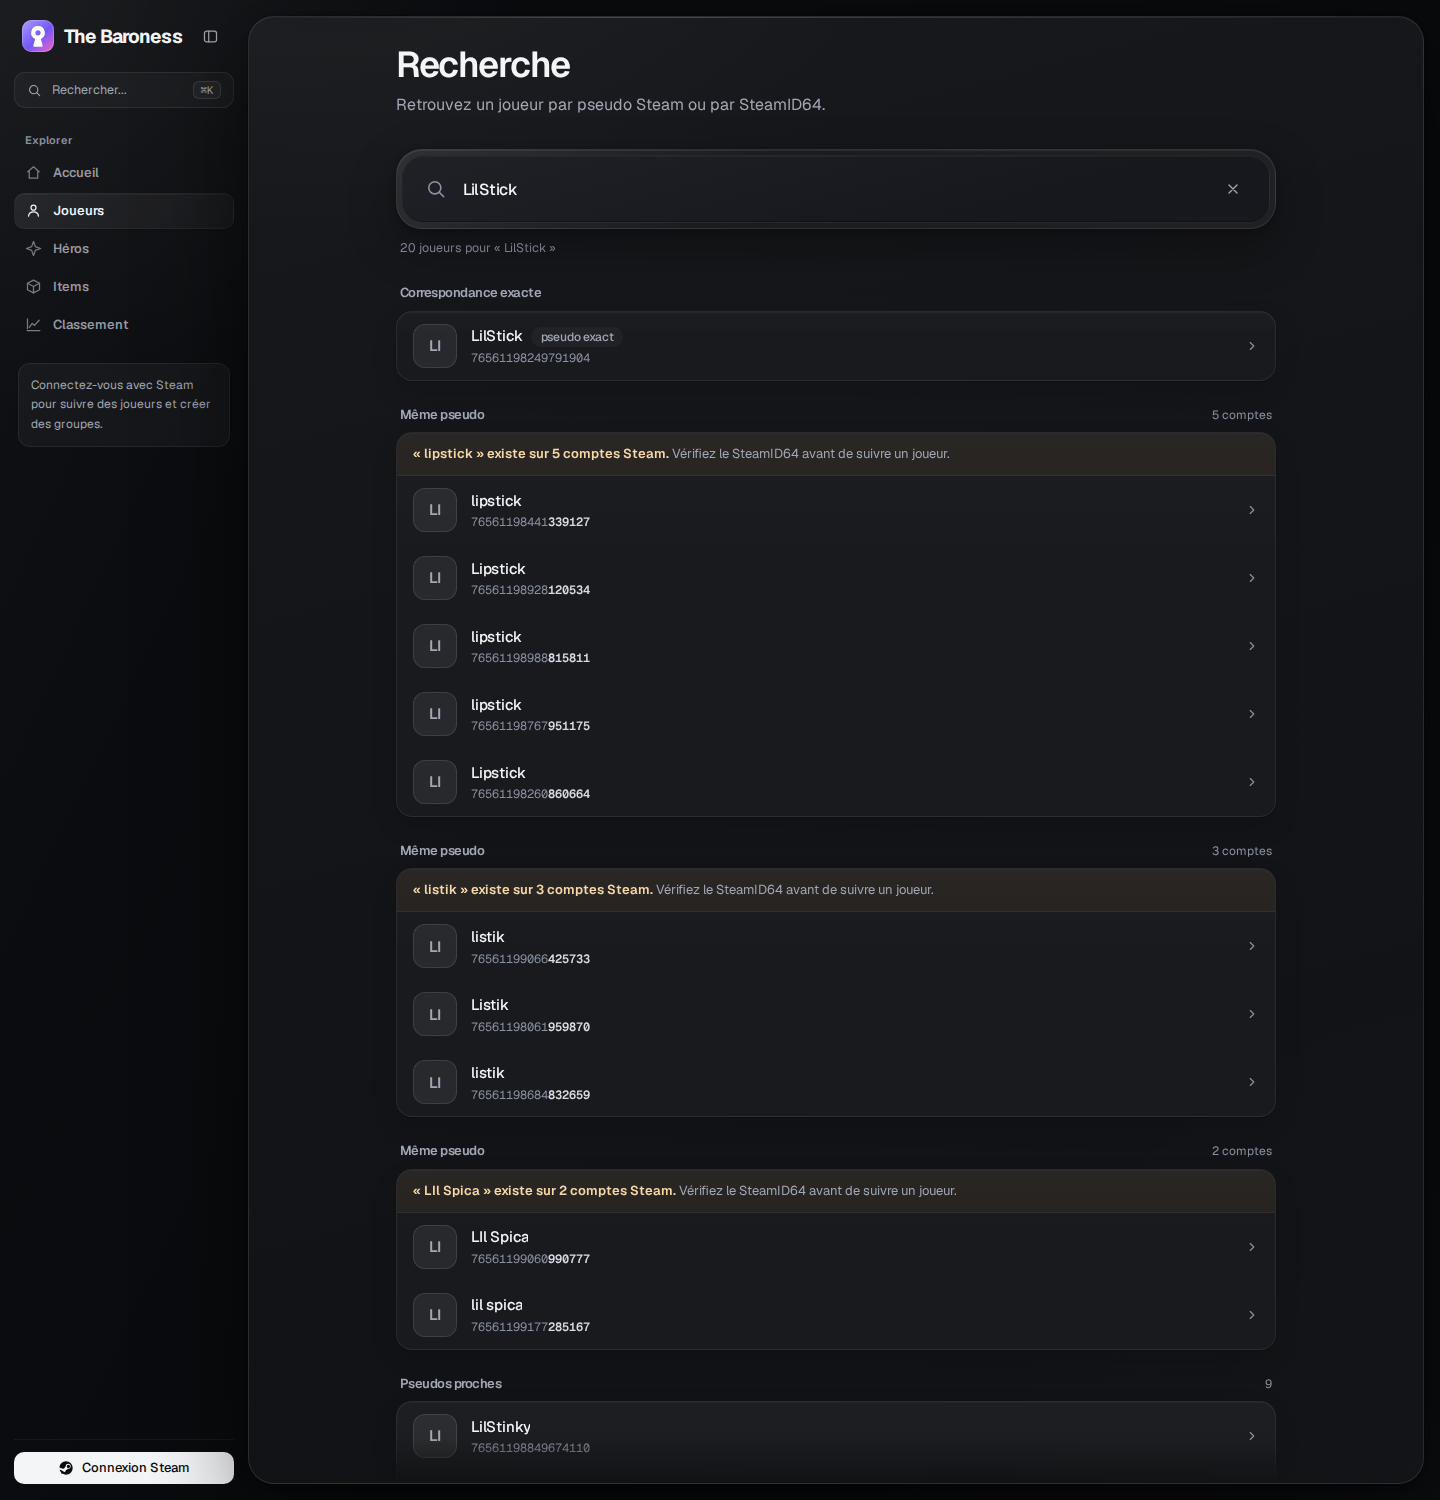 The Baroness
Rechercher...
⌘K
Explorer
Accueil
Joueurs
Héros
Items
Classement
Connectez-vous avec Steam
pour suivre des joueurs et créer
des groupes.
Connexion Steam
Recherche
Retrouvez un joueur par pseudo Steam ou par SteamID64.
LilStick
20 joueurs pour « LilStick »
Correspondance exacte
LI
LilStick pseudo exact
76561198249791904
Même pseudo 5 comptes
« lipstick » existe sur 5 comptes Steam. Vérifiez le SteamID64 avant de suivre un joueur.
LI
lipstick
76561198441339127
LI
Lipstick
76561198928120534
LI
lipstick
76561198988815811
LI
lipstick
76561198767951175
LI
Lipstick
76561198260860664
Même pseudo 3 comptes
« listik » existe sur 3 comptes Steam. Vérifiez le SteamID64 avant de suivre un joueur.
LI
listik
76561199066425733
LI
Listik
76561198061959870
LI
listik
76561198684832659
Même pseudo 2 comptes
« LIl Spica » existe sur 2 comptes Steam. Vérifiez le SteamID64 avant de suivre un joueur.
LI
LIl Spica
76561199060990777
LI
lil spica
76561199177285167
Pseudos proches 9
LI
LilStinky
76561198849674110